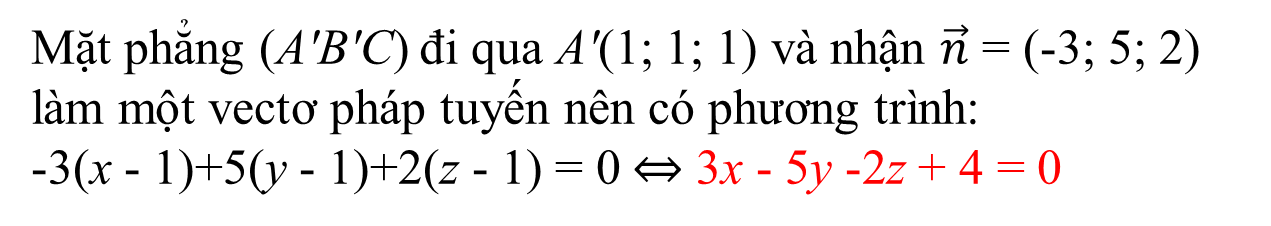 Mặt phẳng (A'B'C) đi qua A'(1; 1; 1) và nhận n⃗ = (-3; 5; 2)
làm một vectơ pháp tuyến nên có phương trình:
-3(x - 1)+5(y - 1)+2(z - 1) = 0 ⇔ 3x - 5y -2z + 4 = 0